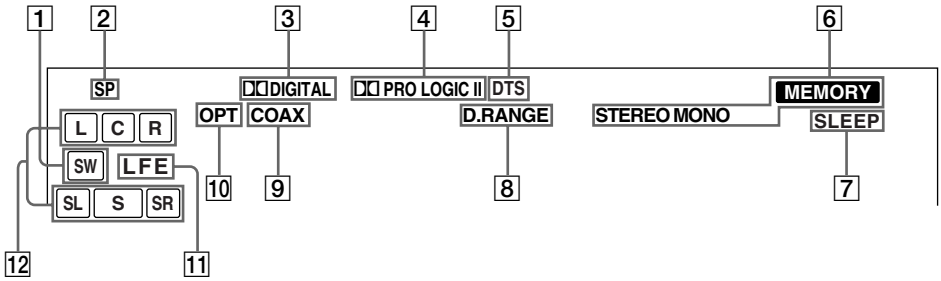 1 2 3 4 5 6
SP DIGITAL PRO LOGIC II DTS MEMORY
OPT COAX D.RANGE STEREO MONO SLEEP
L C R
SW LFE
10 9 8 7
SL S SR
12 11